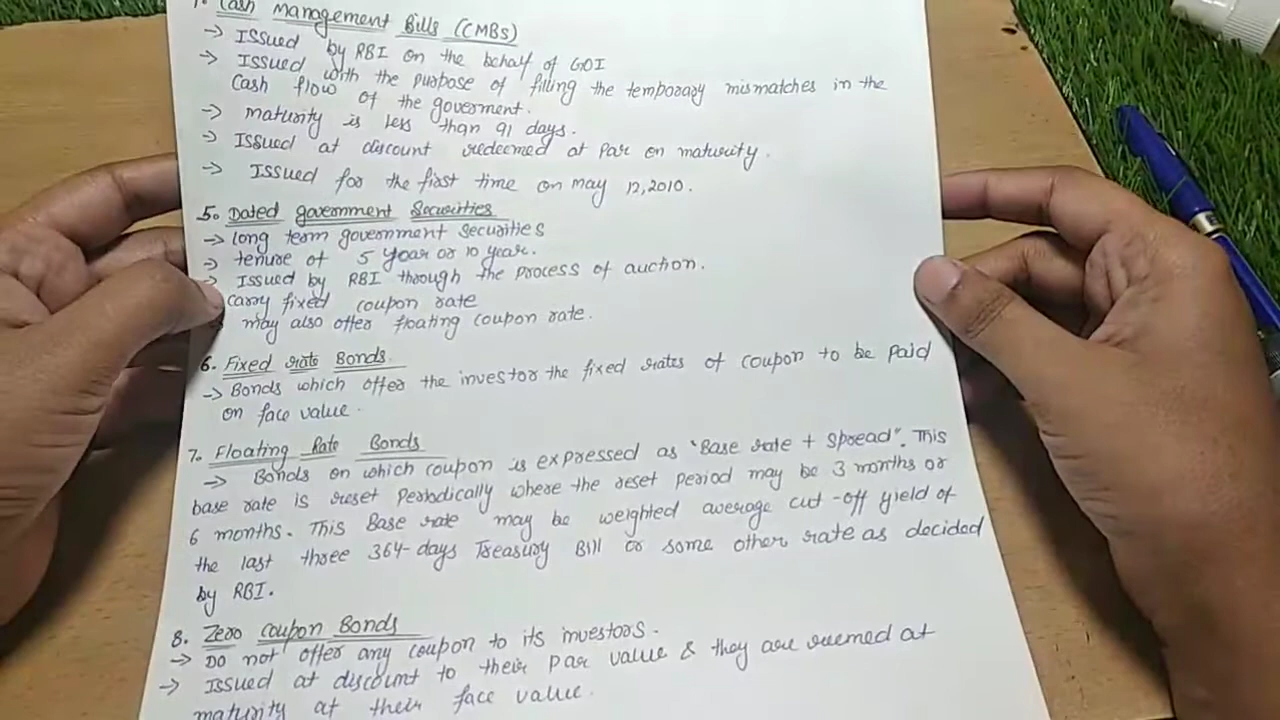 Cash Management Bills (CMBs)
→ Issued by RBI on the behalf of GOI
→ Issued with the purpose of filling the temporary mismatches in the
cash flow of the goverment.
→ maturity is less than 91 days.
→ Issued at discount redeemed at par on maturity.
→ Issued for the first time on May 12, 2010.
5. Dated government Securities
→ long term government securities
→ tenure of 5 year or 10 year.
→ Issued by RBI through the process of auction.
carry fixed coupon rate
may also offer floating coupon rate.
6. Fixed rate Bonds.
→ Bonds which offer the investor the fixed rates of coupon to be paid
on face value.
7. Floating Rate Bonds
→ Bonds on which coupon is expressed as "Base rate + spread". This
base rate is reset periodically where the reset period may be 3 months or
6 months. This Base rate may be weighted average cut-off yield of
the last three 364-days Treasury Bill or some other rate as decided
by RBI.
8. Zero Coupon Bonds
→ Do not offer any coupon to its investors.
→ Issued at discount to their par value & they are reemed at
maturity at their face value.